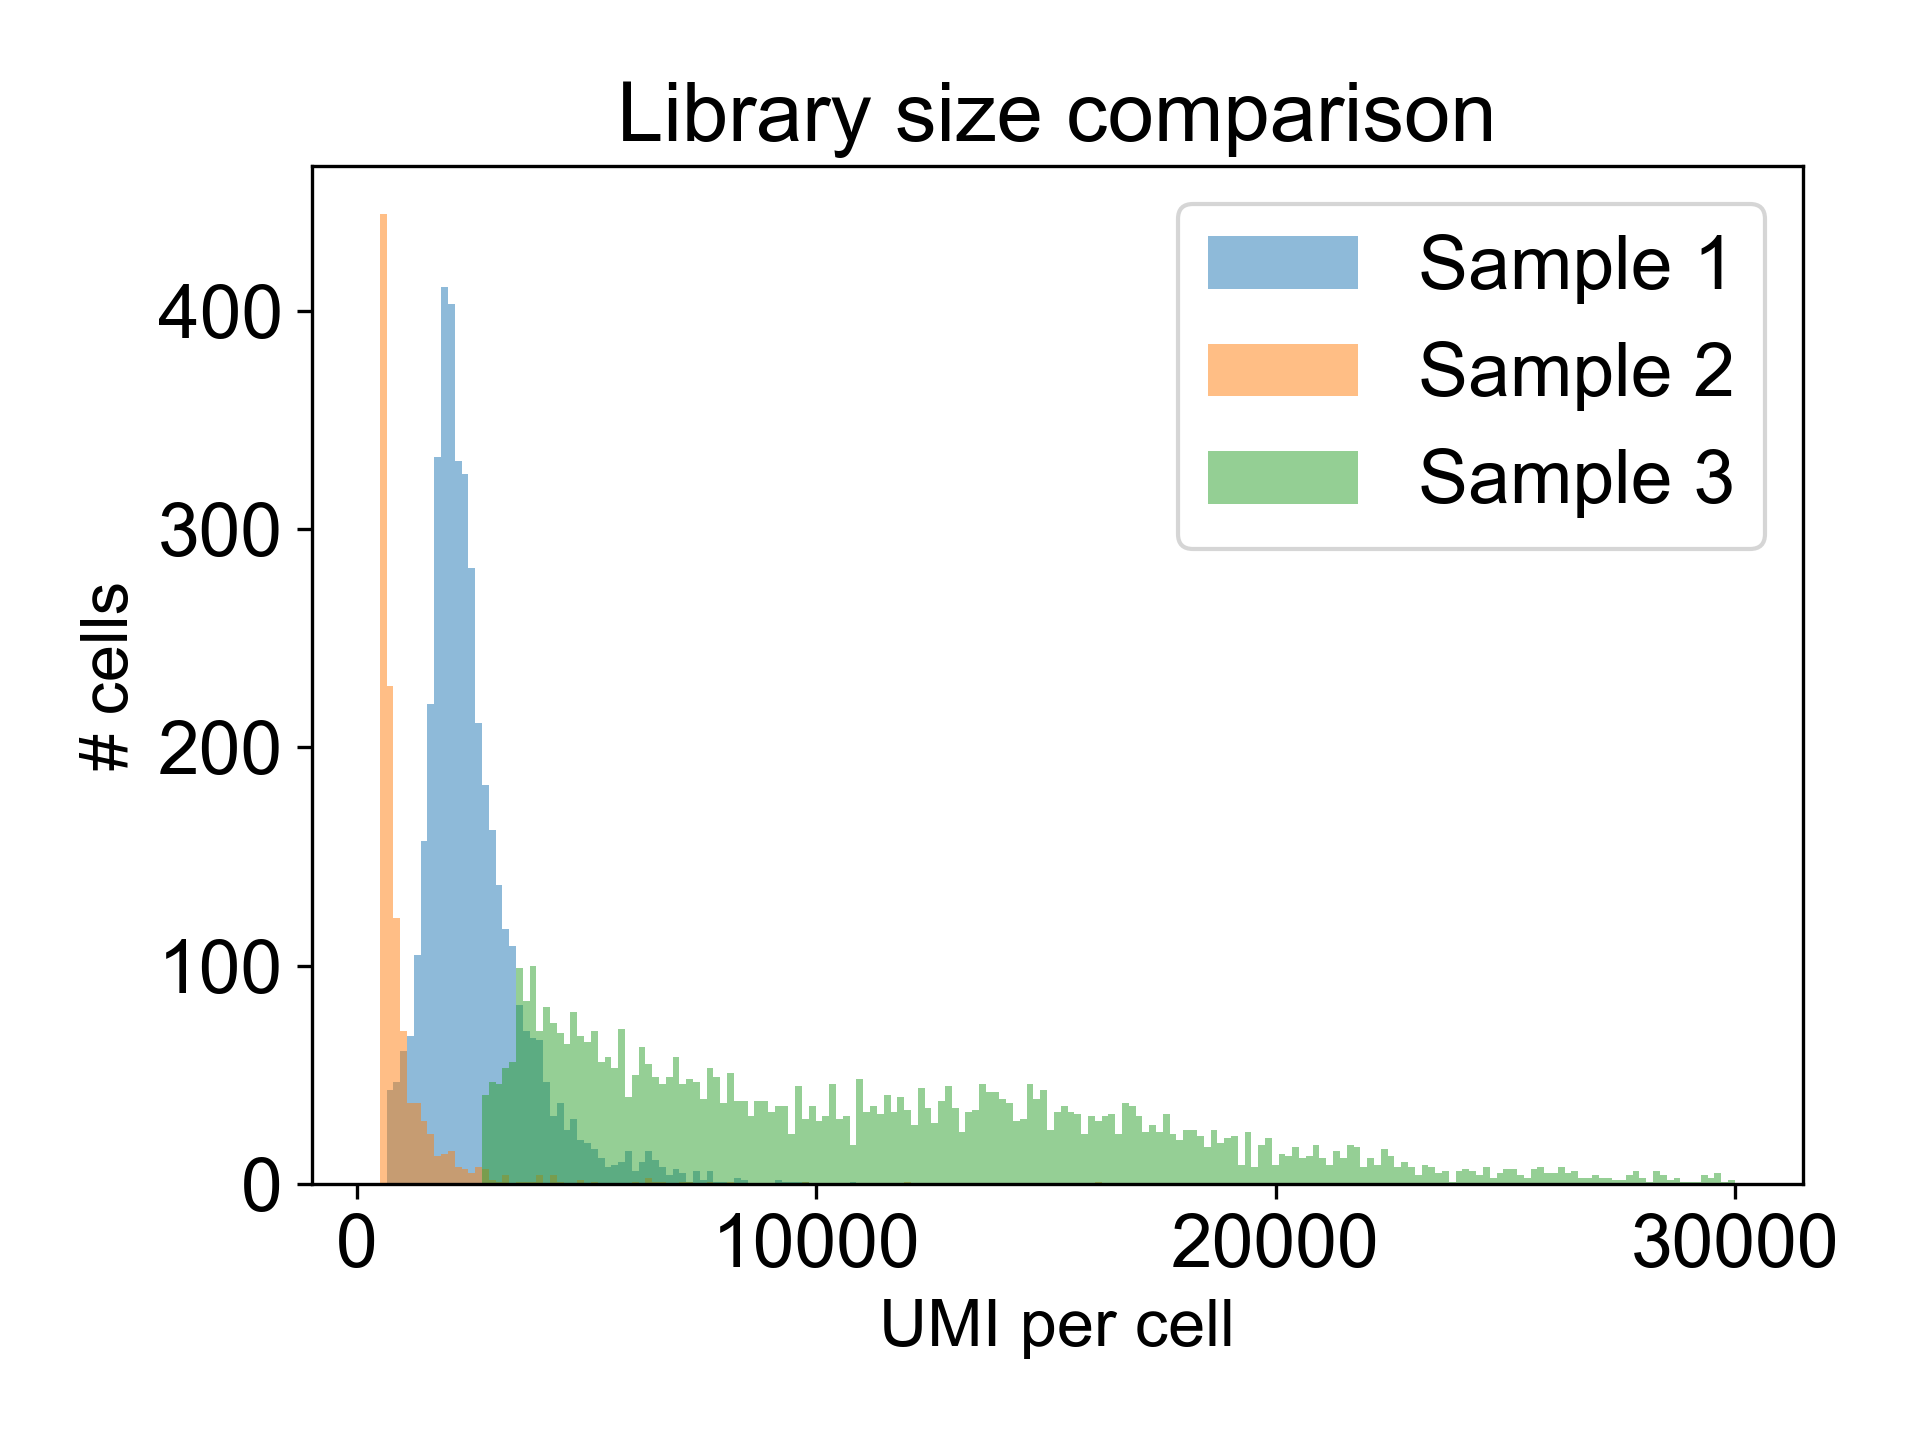 Library size comparison
Sample 1
Sample 2
Sample 3
400
300
200
100
0
# cells
0 10000 20000 30000
UMI per cell